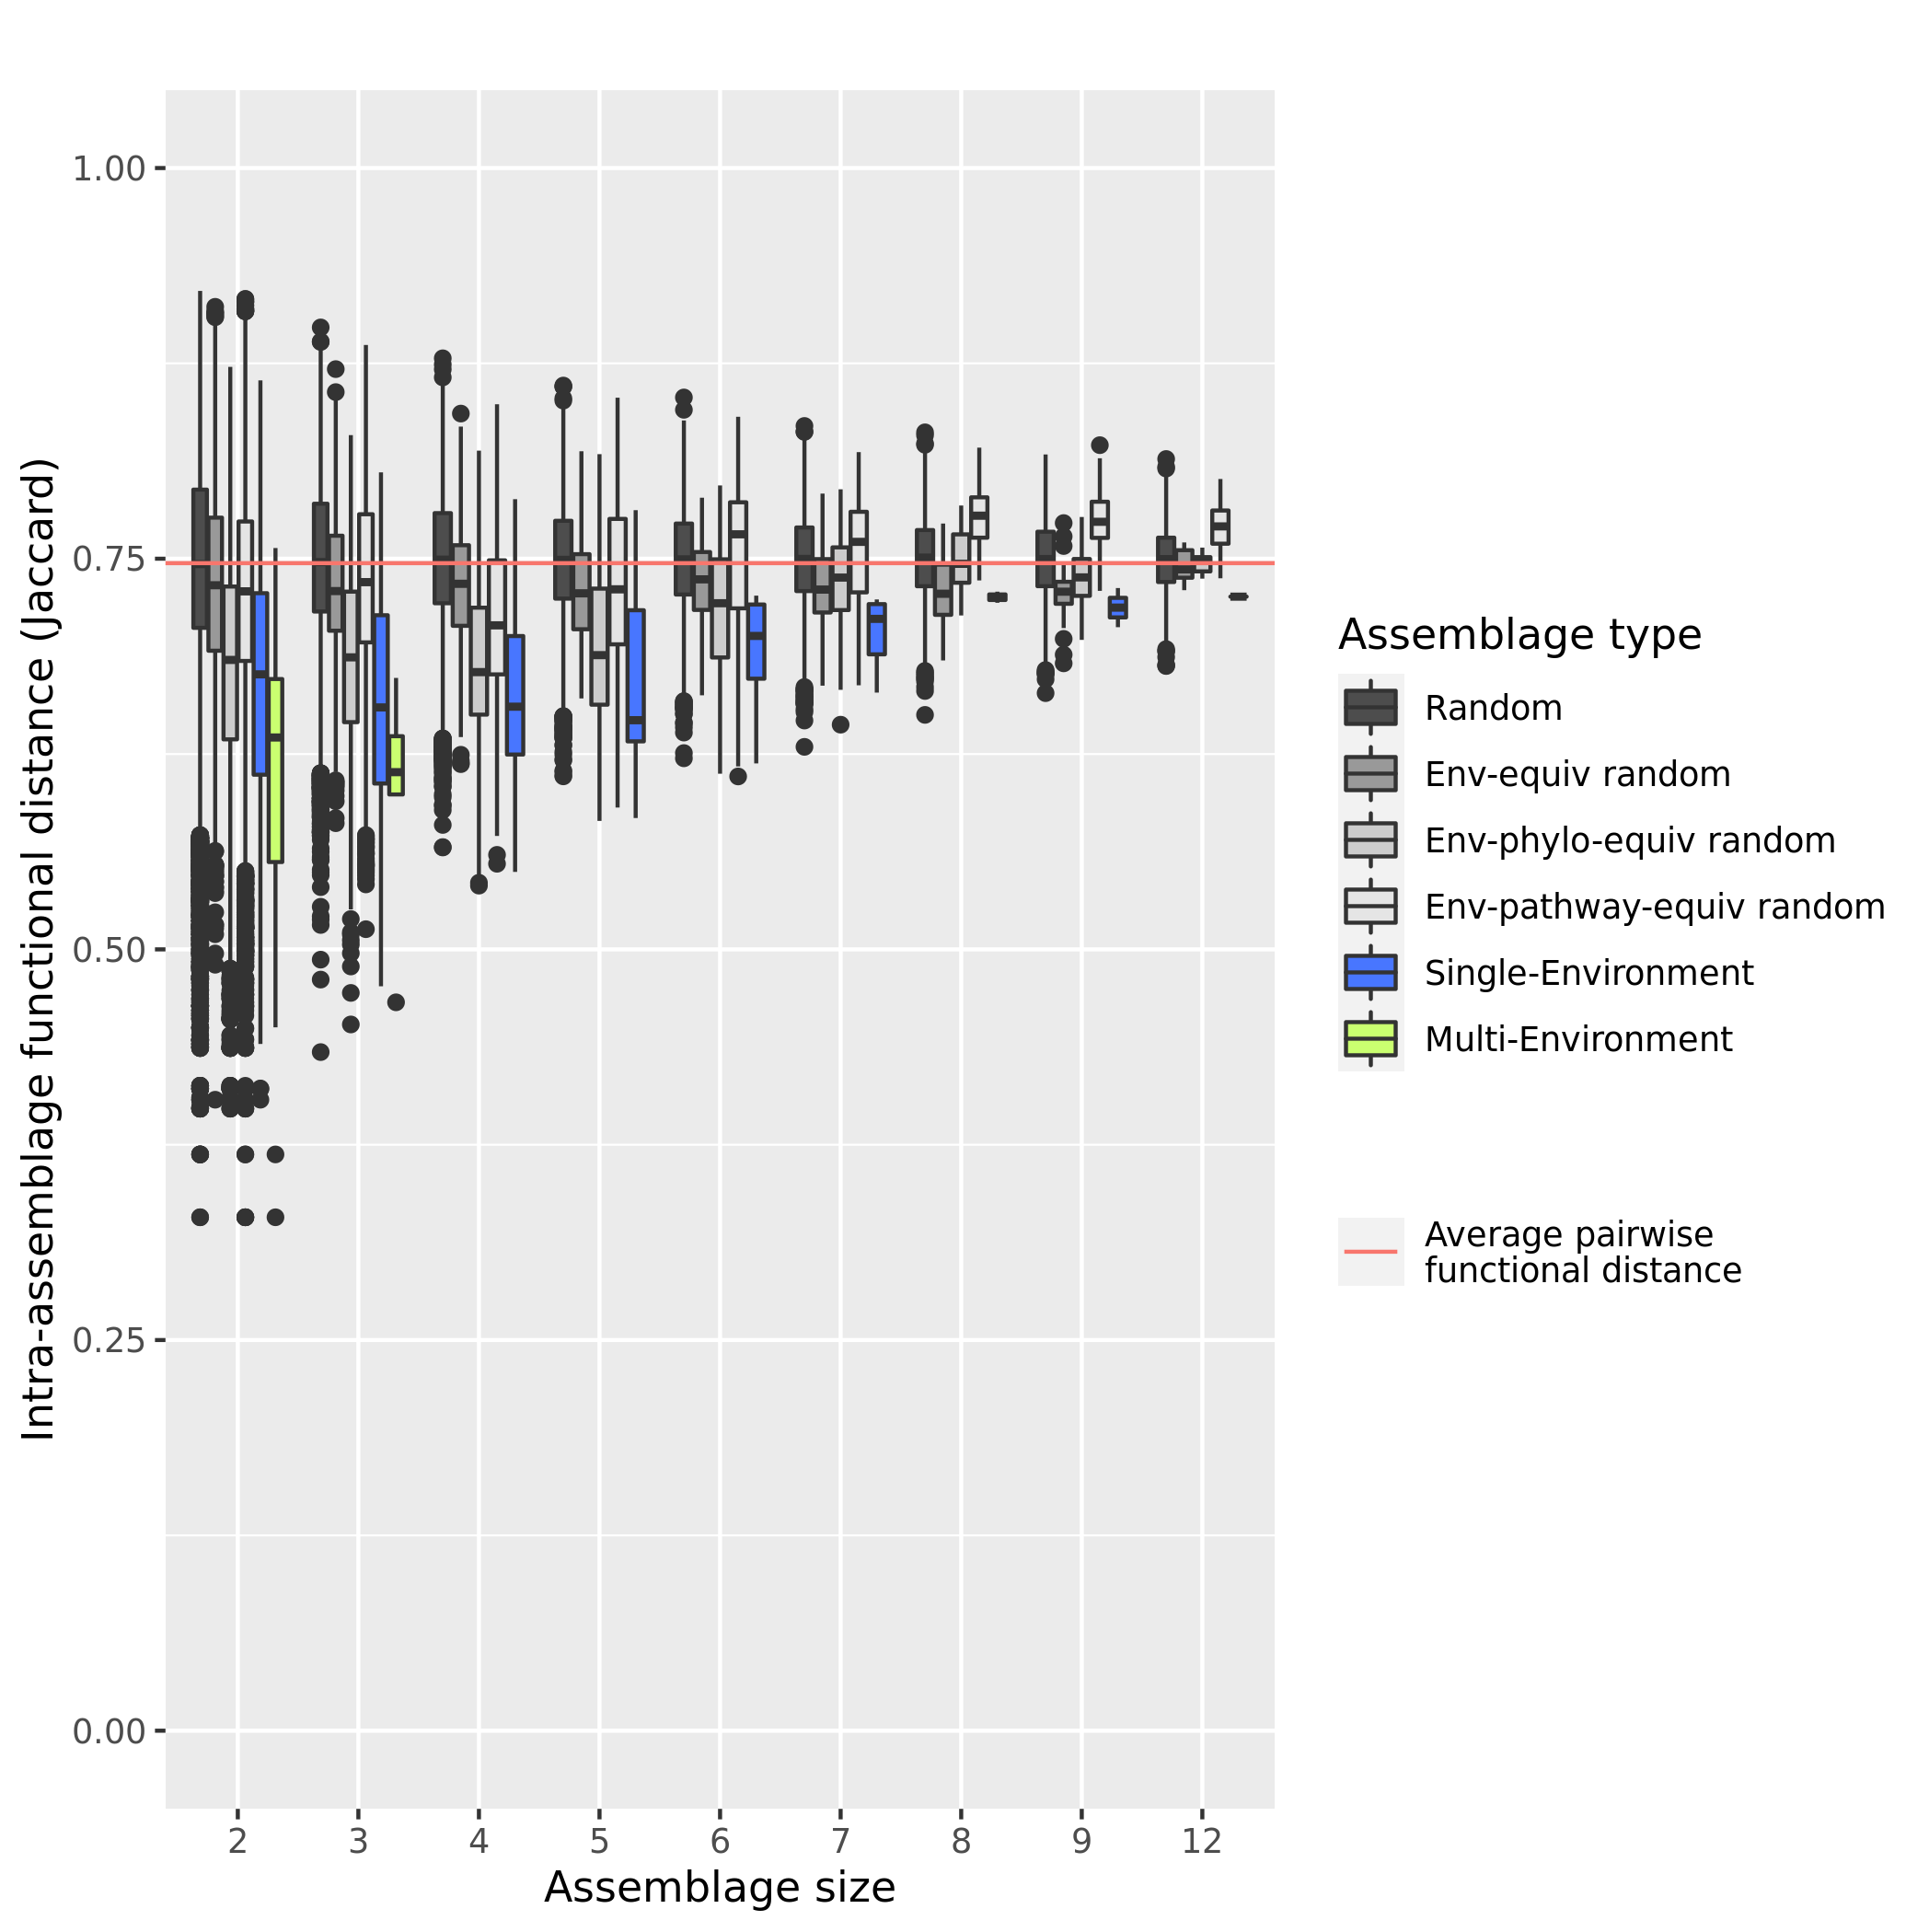 Intra-assemblage functional distance (Jaccard)
1.00
0.75
0.50
0.25
0.00
2 3 4 5 6 7 8 9 12
Assemblage size
Assemblage type
Random
Env-equiv random
Env-phylo-equiv random
Env-pathway-equiv random
Single-Environment
Multi-Environment
Average pairwise
functional distance